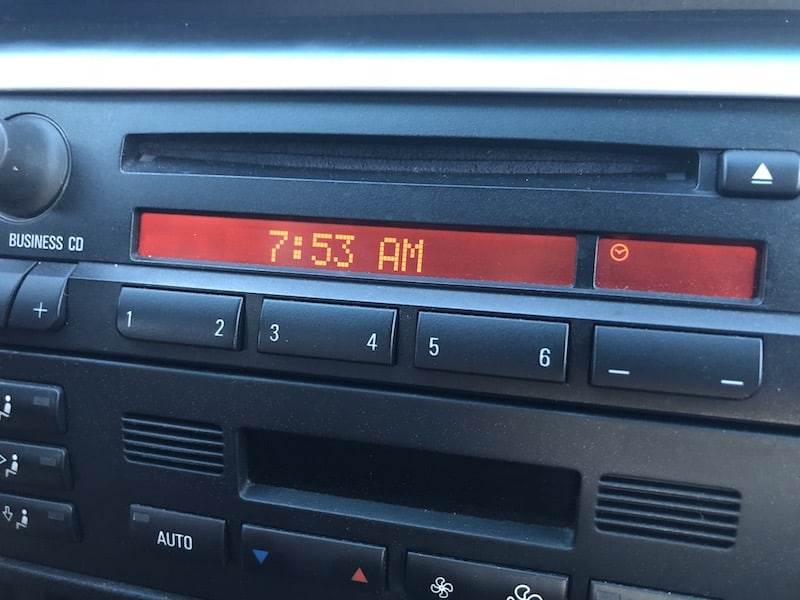 BUSINESS CD
7:53 AM
+
1 2 3 4 5 6 — —
AUTO